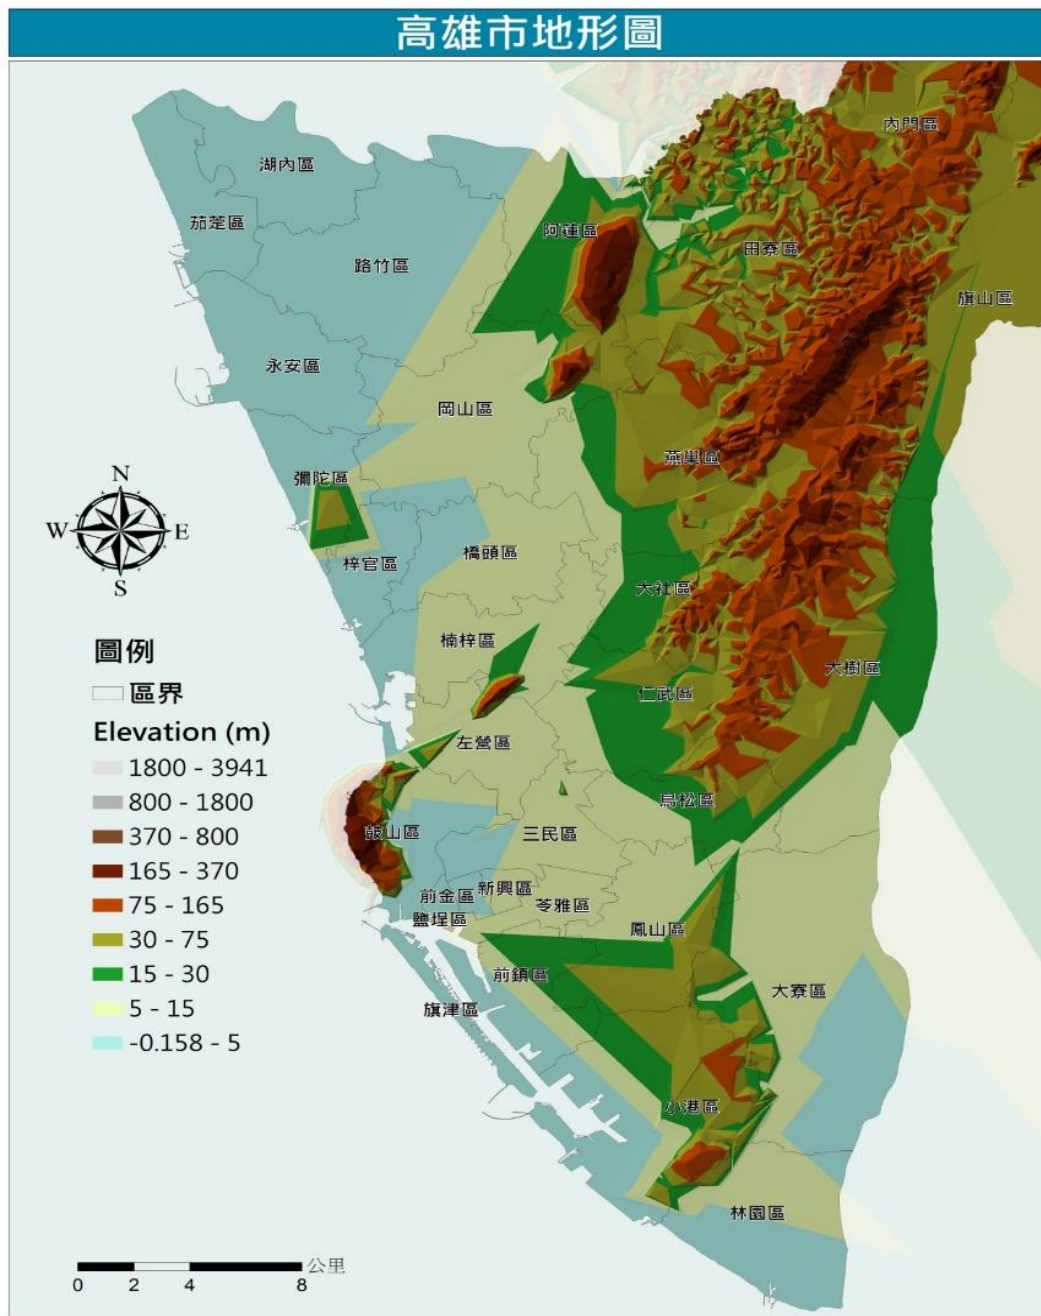 高雄市地形圖
內門區
湖內區
茄萣區
阿蓮區
田寮區
路竹區
旗山區
永安區
岡山區
燕巢區
彌陀區
N
W
E
S
橋頭區
梓官區
大社區
楠梓區
大樹區
仁武區
左營區
鳥松區
鼓山區
三民區
新興區
前金區
苓雅區
鹽埕區
鳳山區
前鎮區
大寮區
旗津區
小港區
林園區
圖例
區界
Elevation (m)
1800 - 3941
800 - 1800
370 - 800
165 - 370
75 - 165
30 - 75
15 - 30
5 - 15
-0.158 - 5
公里
0 2 4 8